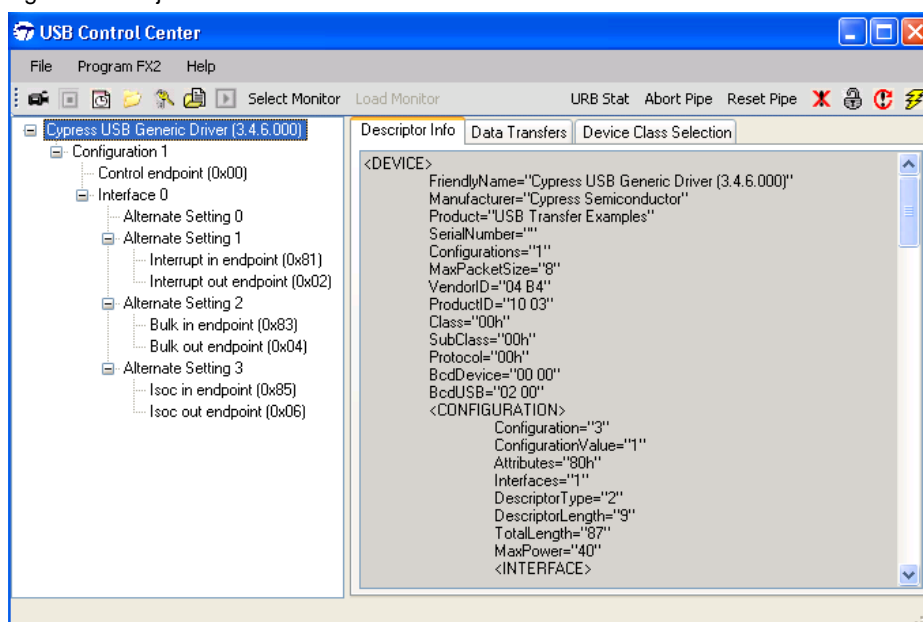 USB Control Center
File Program FX2 Help
Select Monitor Load Monitor URB Stat Abort Pipe Reset Pipe
Cypress USB Generic Driver (3.4.6.000)
Configuration 1
Control endpoint (0x00)
Interface 0
Alternate Setting 0
Alternate Setting 1
Interrupt in endpoint (0x81)
Interrupt out endpoint (0x02)
Alternate Setting 2
Bulk in endpoint (0x83)
Bulk out endpoint (0x04)
Alternate Setting 3
Isoc in endpoint (0x85)
Isoc out endpoint (0x06)
Descriptor Info Data Transfers Device Class Selection
<DEVICE>
FriendlyName="Cypress USB Generic Driver (3.4.6.000)"
Manufacturer="Cypress Semiconductor"
Product="USB Transfer Examples"
SerialNumber=""
Configurations="1"
MaxPacketSize="8"
VendorID="04 B4"
ProductID="10 03"
Class="00h"
SubClass="00h"
Protocol="00h"
BcdDevice="00 00"
BcdUSB="02 00"
<CONFIGURATION>
Configuration="3"
ConfigurationValue="1"
Attributes="80h"
Interfaces="1"
DescriptorType="2"
DescriptorLength="9"
TotalLength="87"
MaxPower="40"
<INTERFACE>